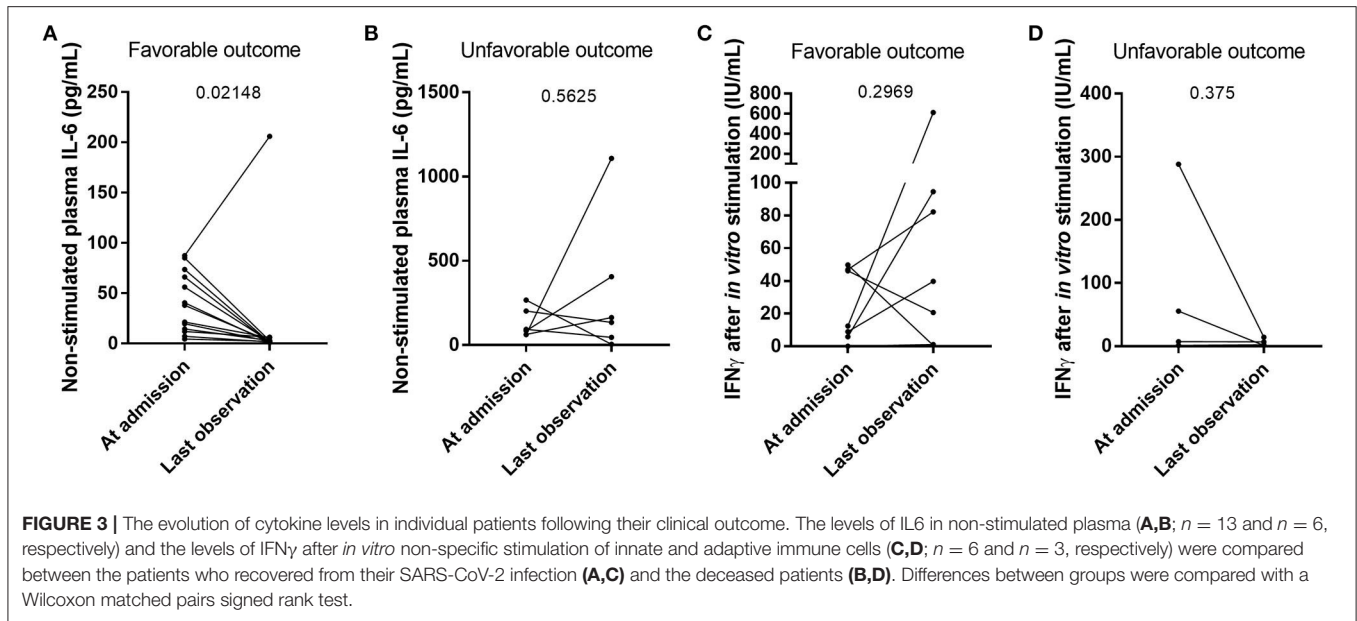 A
Favorable outcome
0.02148
Non-stimulated plasma IL-6 (pg/mL)
250
200
150
100
50
0
At admission
Last observation
B
Unfavorable outcome
0.5625
Non-stimulated plasma IL-6 (pg/mL)
1500
1000
500
0
At admission
Last observation
C
Favorable outcome
0.2969
IFNγ after in vitro stimulation (IU/mL)
800
600
400
200
100
80
60
40
20
0
At admission
Last observation
D
Unfavorable outcome
0.375
IFNγ after in vitro stimulation (IU/mL)
400
300
200
100
0
At admission
Last observation
FIGURE 3 | The evolution of cytokine levels in individual patients following their clinical outcome. The levels of IL6 in non-stimulated plasma (A,B; n = 13 and n = 6,
respectively) and the levels of IFNγ after in vitro non-specific stimulation of innate and adaptive immune cells (C,D; n = 6 and n = 3, respectively) were compared
between the patients who recovered from their SARS-CoV-2 infection (A,C) and the deceased patients (B,D). Differences between groups were compared with a
Wilcoxon matched pairs signed rank test.